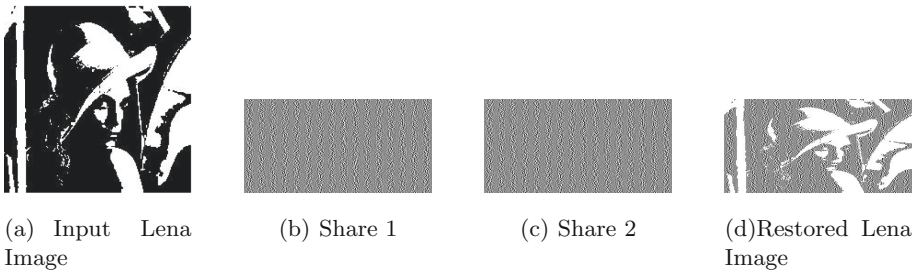 (a) Input Lena
Image
(b) Share 1
(c) Share 2
(d)Restored Lena
Image